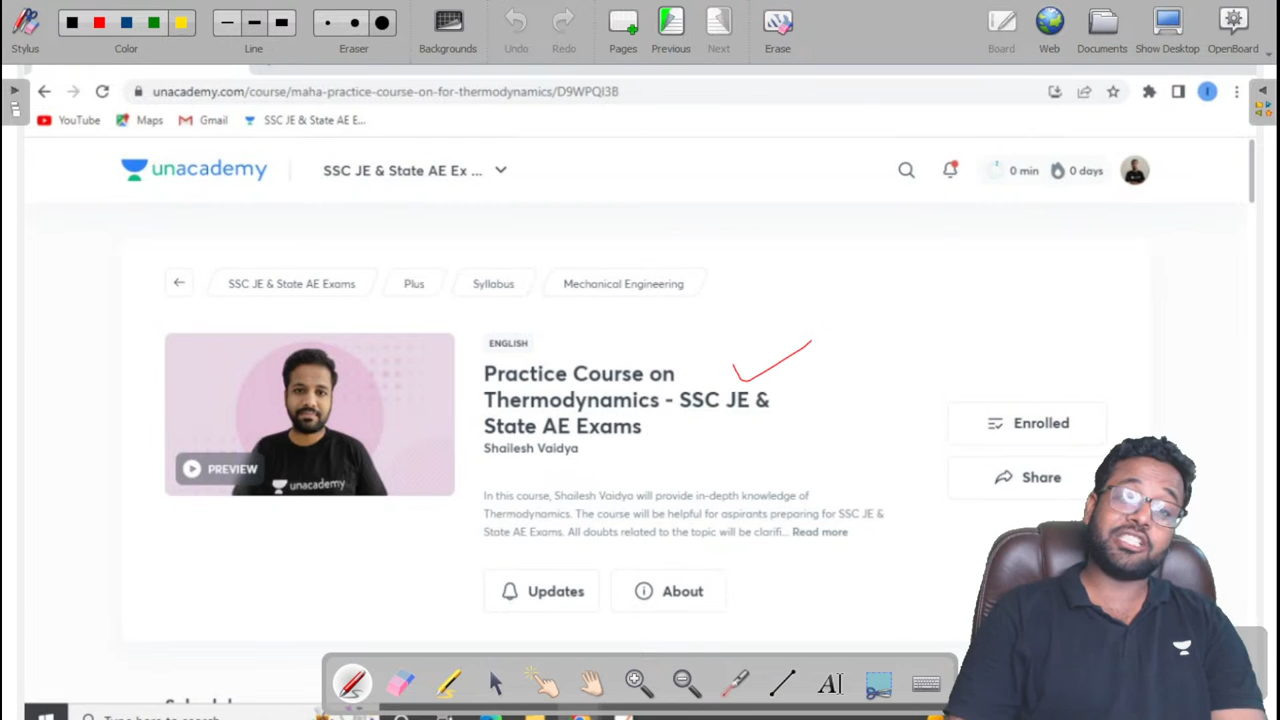 Stylus
Color
Line
Eraser
Backgrounds
Undo
Redo
Pages
Previous
Next
Erase
Board
Web
Documents
Show Desktop
OpenBoard
unacademy.com/course/maha-practice-course-on-for-thermodynamics/D9WPQI3B
YouTube
Maps
Gmail
SSC JE & State AE E...
unacademy
SSC JE & State AE Ex ...
0 min
0 days
SSC JE & State AE Exams
Plus
Syllabus
Mechanical Engineering
ENGLISH
Practice Course on
Thermodynamics - SSC JE &
State AE Exams
Shailesh Vaidya
Enrolled
PREVIEW
unacademy
Share
In this course, Shailesh Vaidya will provide in-depth knowledge of
Thermodynamics. The course will be helpful for aspirants preparing for SSC JE &
State AE Exams. All doubts related to the topic will be clarifi... Read more
Updates
About
AI
Type here to search